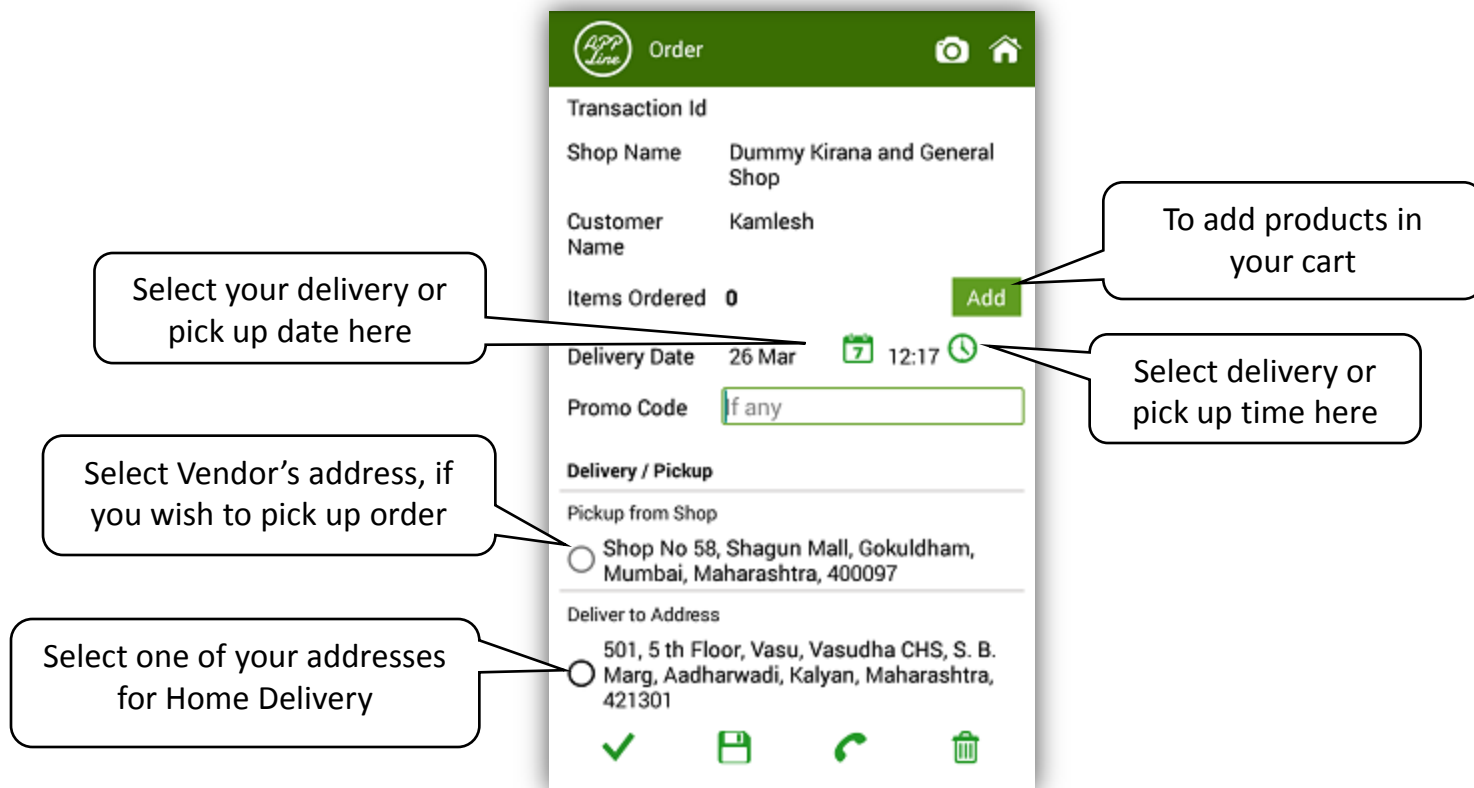 APP
Line
Order
Transaction Id
Shop Name Dummy Kirana and General
Shop
Customer Kamlesh
Name
Items Ordered 0 Add
Delivery Date 26 Mar 7 12:17
Promo Code If any
Delivery / Pickup
Pickup from Shop
Shop No 58, Shagun Mall, Gokuldham,
Mumbai, Maharashtra, 400097
Deliver to Address
501, 5 th Floor, Vasu, Vasudha CHS, S. B.
Marg, Aadharwadi, Kalyan, Maharashtra,
421301
To add products in
your cart
Select your delivery or
pick up date here
Select delivery or
pick up time here
Select Vendor’s address, if
you wish to pick up order
Select one of your addresses
for Home Delivery